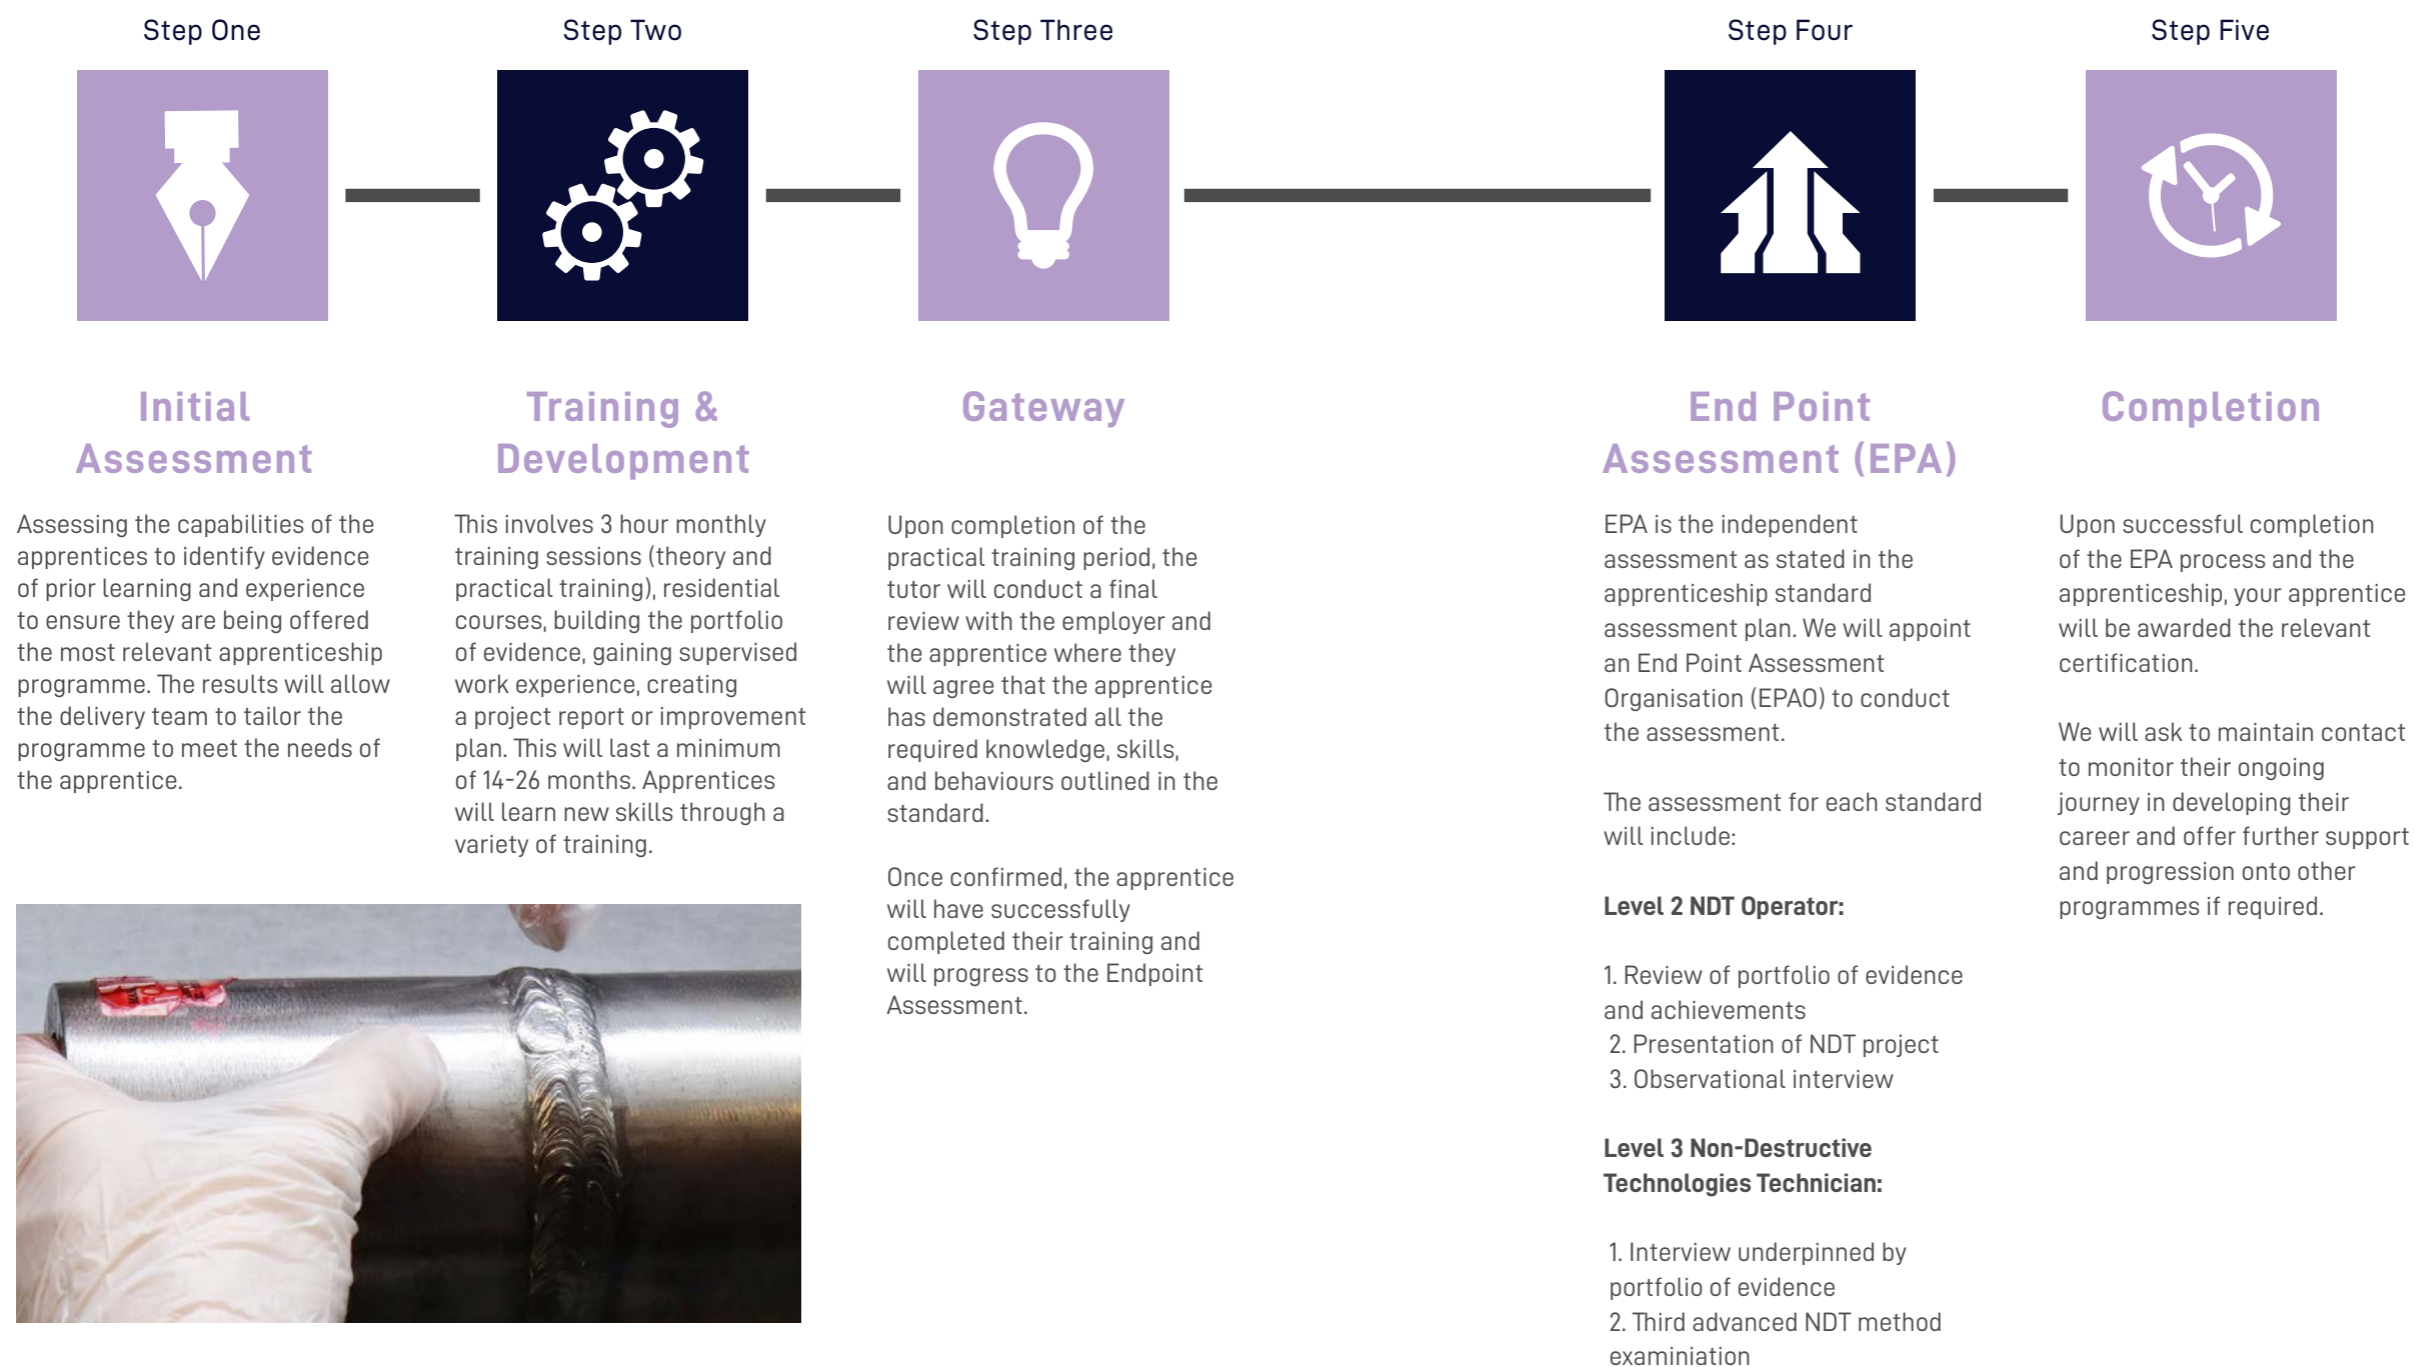 Step One
Initial
Assessment
Assessing the capabilities of the
apprentices to identify evidence
of prior learning and experience
to ensure they are being offered
the most relevant apprenticeship
programme. The results will allow
the delivery team to tailor the
programme to meet the needs of
the apprentice.
Step Two
Training &
Development
This involves 3 hour monthly
training sessions (theory and
practical training), residential
courses, building the portfolio
of evidence, gaining supervised
work experience, creating
a project report or improvement
plan. This will last a minimum
of 14-26 months. Apprentices
will learn new skills through a
variety of training.
Step Three
Gateway
Upon completion of the
practical training period, the
tutor will conduct a final
review with the employer and
the apprentice where they
will agree that the apprentice
has demonstrated all the
required knowledge, skills,
and behaviours outlined in the
standard.
Once confirmed, the apprentice
will have successfully
completed their training and
will progress to the Endpoint
Assessment.
Step Four
End Point
Assessment (EPA)
EPA is the independent
assessment as stated in the
apprenticeship standard
assessment plan. We will appoint
an End Point Assessment
Organisation (EPAO) to conduct
the assessment.
The assessment for each standard
will include:
Level 2 NDT Operator:
1. Review of portfolio of evidence
and achievements
2. Presentation of NDT project
3. Observational interview
Level 3 Non-Destructive
Technologies Technician:
1. Interview underpinned by
portfolio of evidence
2. Third advanced NDT method
examiniation
Step Five
Completion
Upon successful completion
of the EPA process and the
apprenticeship, your apprentice
will be awarded the relevant
certification.
We will ask to maintain contact
to monitor their ongoing
journey in developing their
career and offer further support
and progression onto other
programmes if required.